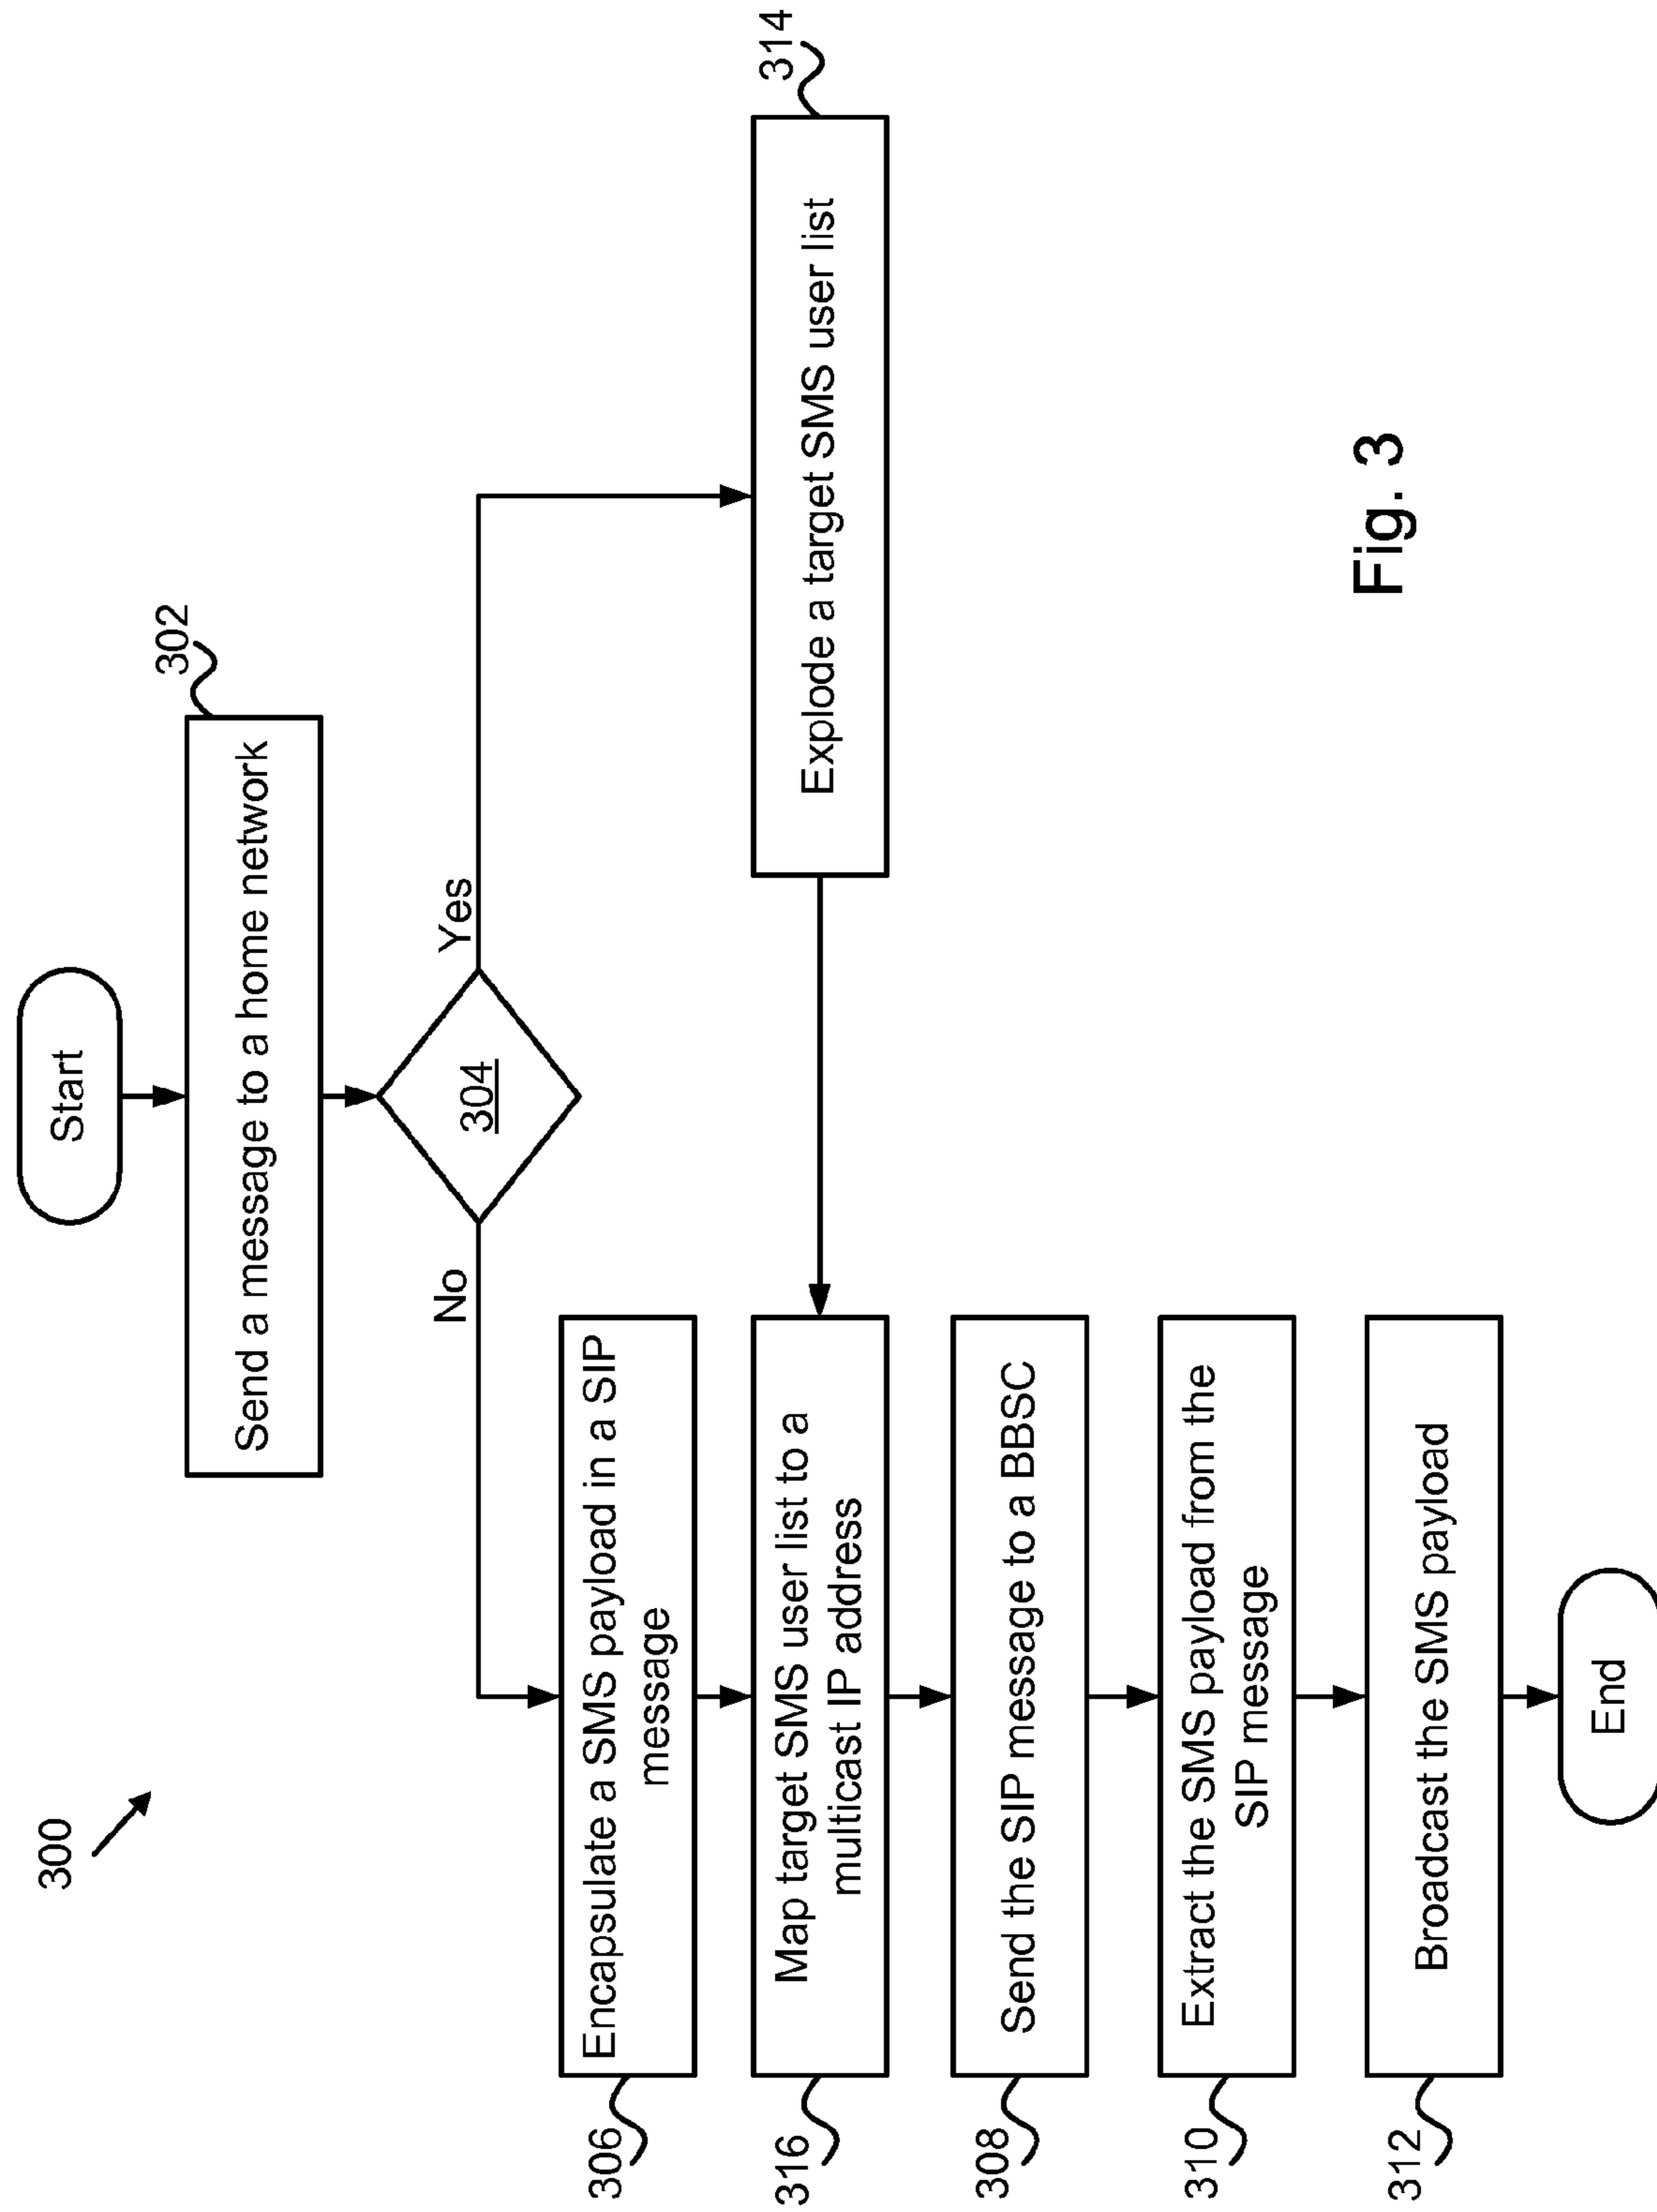 300
Start
302
Send a message to a home network
304
No
Yes
306
Encapsulate a SMS payload in a SIP
message
314
Explode a target SMS user list
316
Map target SMS user list to a
multicast IP address
308
Send the SIP message to a BBSC
310
Extract the SMS payload from the
SIP message
312
Broadcast the SMS payload
End
Fig. 3